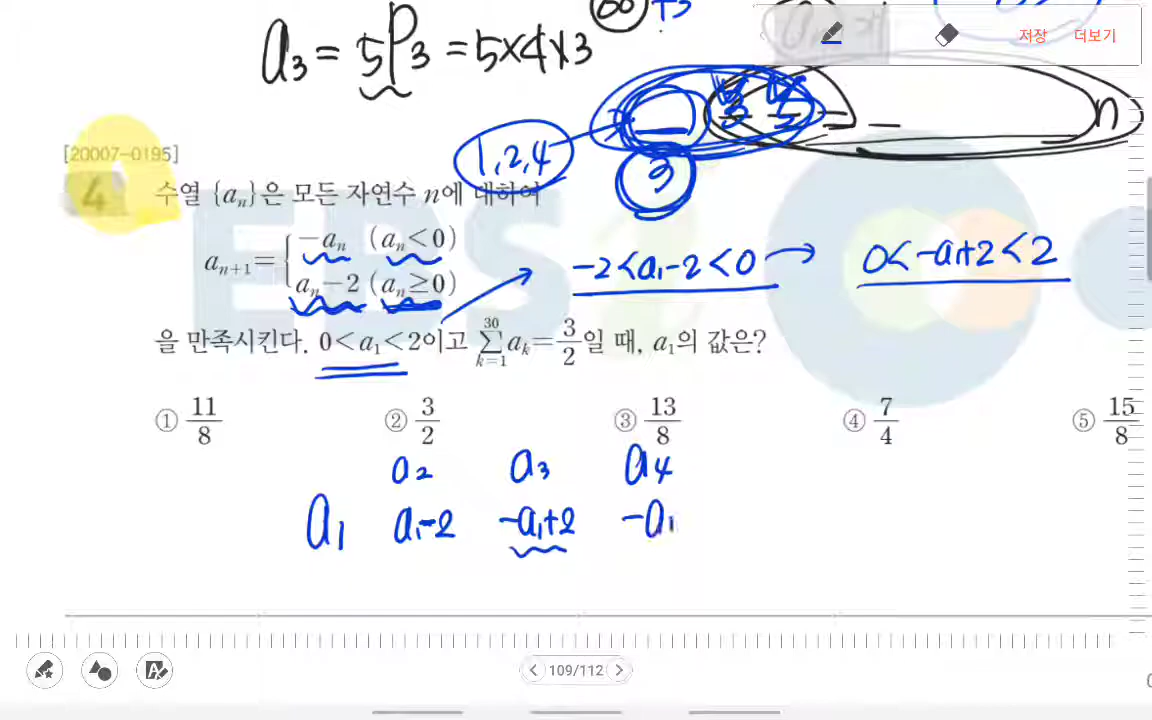 저장 더보기
a₃ = ₅P₃ = 5×4×3
60 +3
3 4
n
1, 2, 4
3
[20007-0195]
4 수열 {aₙ}은 모든 자연수 n에 대하여
aₙ₊₁= { -aₙ (aₙ<0)
aₙ-2 (aₙ≥0)
-2<a₁-2<0 → 0<-a₁+2<2
을 만족시킨다. 0<a₁<2이고 ∑ₖ₌₁³⁰ aₖ=3/2일 때, a₁의 값은?
① 11/8 ② 3/2 ③ 13/8 ④ 7/4 ⑤ 15/8
a₂ a₃ a₄
a₁ a₁-2 -a₁+2 -a₁
EBS
109/112